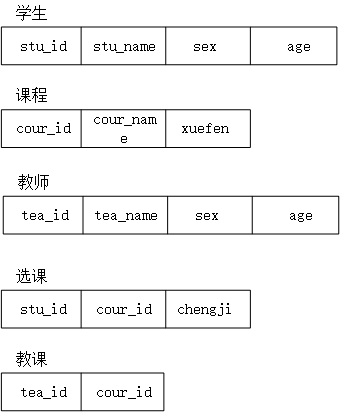 学生
stu_id stu_name sex age
课程
cour_id cour_nam
e xuefen
教师
tea_id tea_name sex age
选课
stu_id cour_id chengji
教课
tea_id cour_id